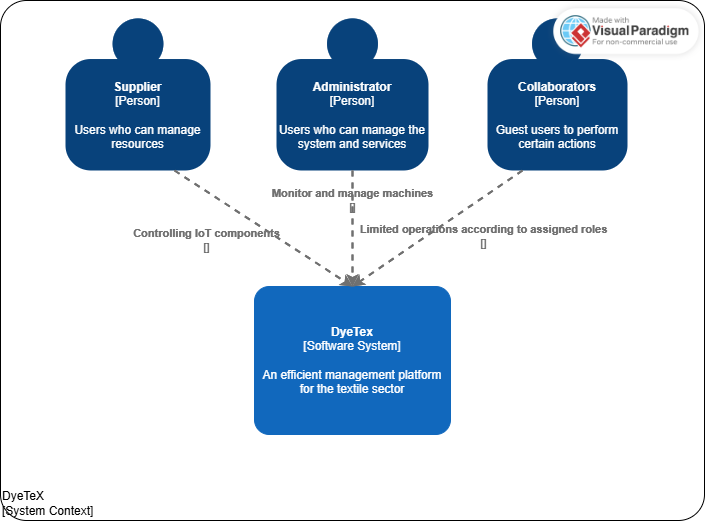 Made with
VisualParadigm
For non-commercial use
Supplier
[Person]
Users who can manage
resources
Administrator
[Person]
Users who can manage the
system and services
Collaborators
[Person]
Guest users to perform
certain actions
Monitor and manage machines
[]
Controlling IoT components
[]
Limited operations according to assigned roles
[]
DyeTex
[Software System]
An efficient management platform
for the textile sector
DyeTeX
[System Context]